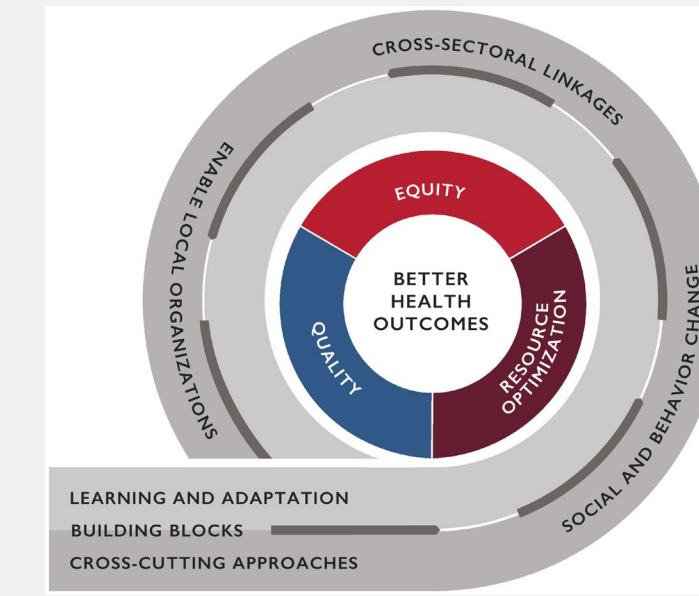 CROSS-SECTORAL LINKAGES
ENABLE LOCAL ORGANIZATIONS
SOCIAL AND BEHAVIOR CHANGE
EQUITY
QUALITY
RESOURCE
OPTIMIZATION
BETTER
HEALTH
OUTCOMES
LEARNING AND ADAPTATION
BUILDING BLOCKS
CROSS-CUTTING APPROACHES